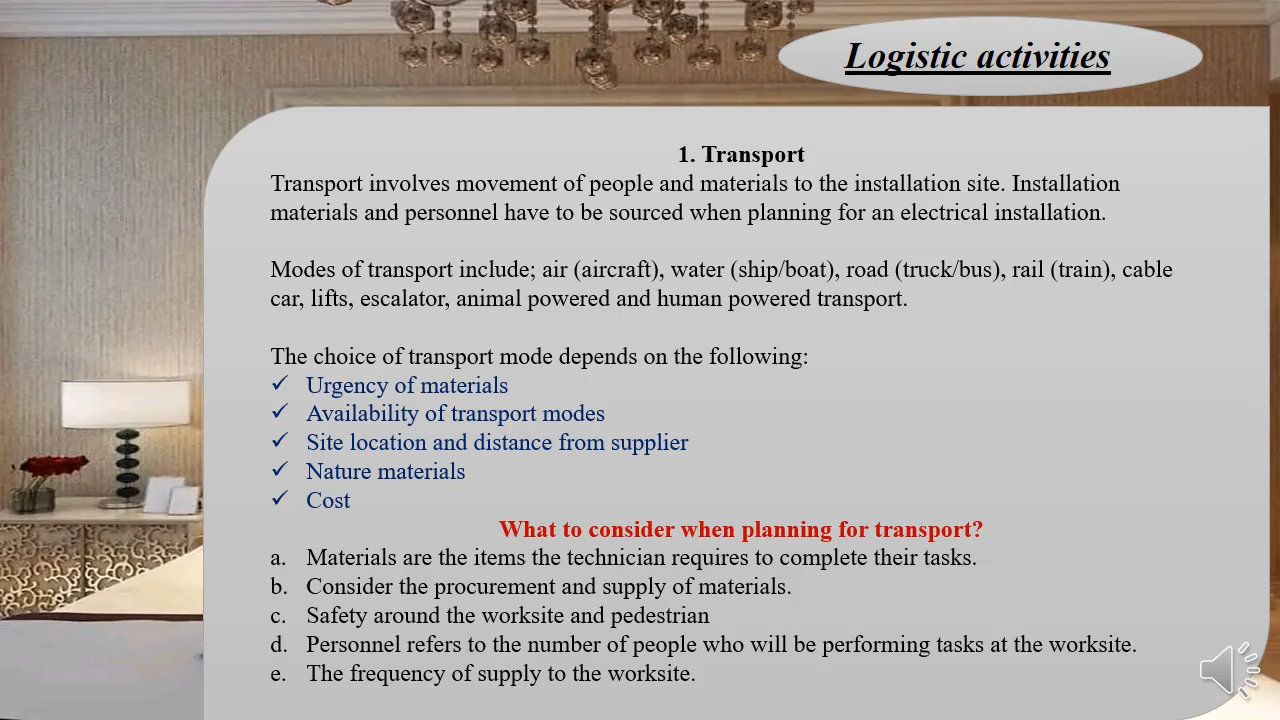 Logistic activities
1. Transport
Transport involves movement of people and materials to the installation site. Installation
materials and personnel have to be sourced when planning for an electrical installation.
Modes of transport include; air (aircraft), water (ship/boat), road (truck/bus), rail (train), cable
car, lifts, escalator, animal powered and human powered transport.
The choice of transport mode depends on the following:
✓ Urgency of materials
✓ Availability of transport modes
✓ Site location and distance from supplier
✓ Nature materials
✓ Cost
What to consider when planning for transport?
a. Materials are the items the technician requires to complete their tasks.
b. Consider the procurement and supply of materials.
c. Safety around the worksite and pedestrian
d. Personnel refers to the number of people who will be performing tasks at the worksite.
e. The frequency of supply to the worksite.